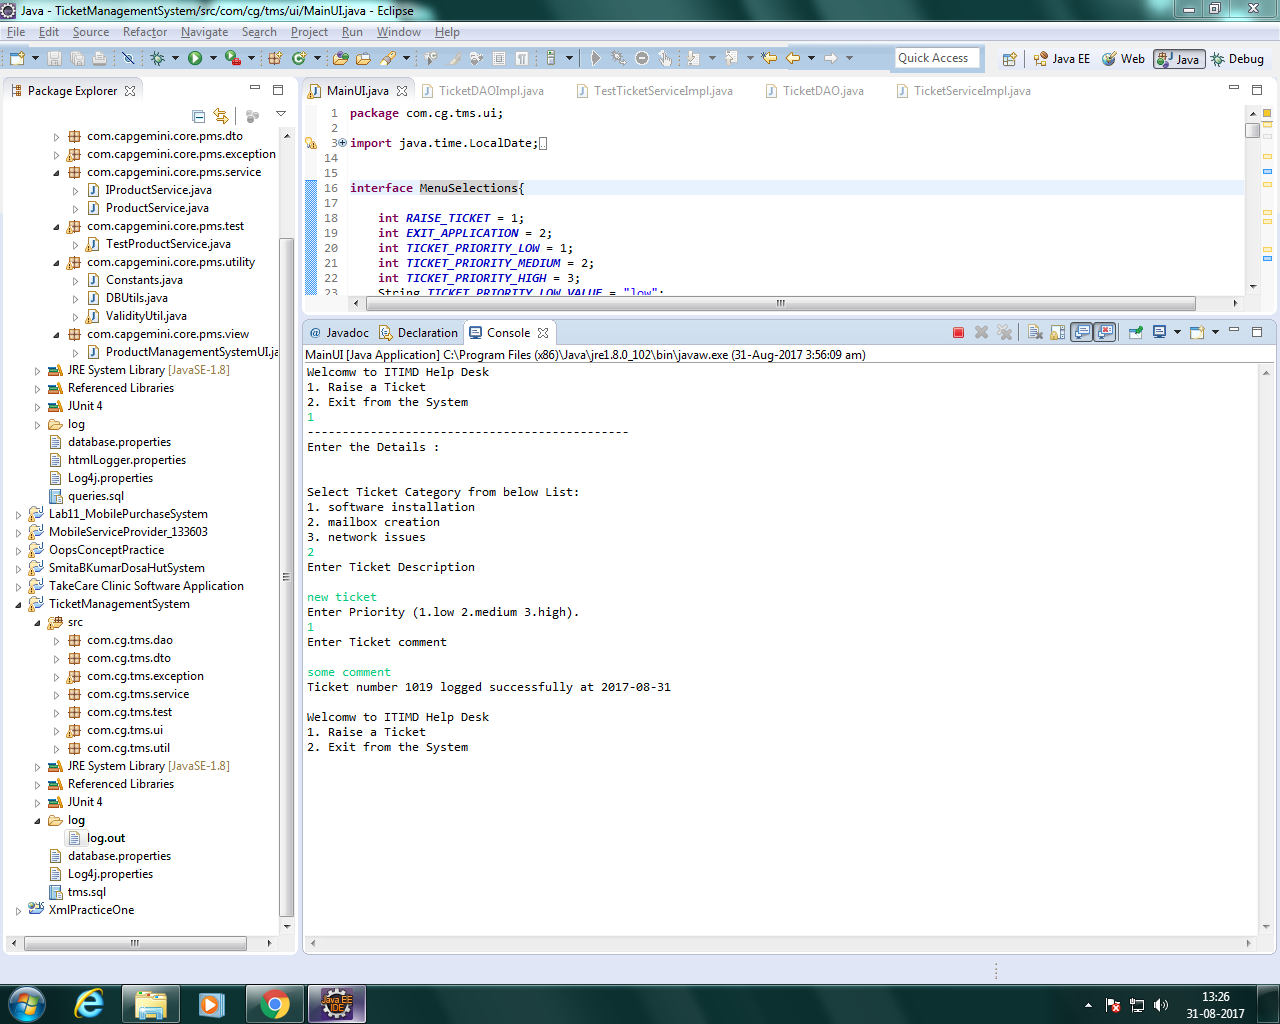 Java - TicketManagementSystem/src/com/cg/tms/ui/MainUI.java - Eclipse
File Edit Source Refactor Navigate Search Project Run Window Help
Quick Access Java EE Web Java Debug
Package Explorer
com.capgemini.core.pms.dto
com.capgemini.core.pms.exception
com.capgemini.core.pms.service
IProductService.java
ProductService.java
com.capgemini.core.pms.test
TestProductService.java
com.capgemini.core.pms.utility
Constants.java
DBUtils.java
ValidityUtil.java
com.capgemini.core.pms.view
ProductManagementSystemUI.ja
JRE System Library [JavaSE-1.8]
Referenced Libraries
JUnit 4
log
database.properties
htmlLogger.properties
Log4j.properties
queries.sql
Lab11_MobilePurchaseSystem
MobileServiceProvider_133603
OopsConceptPractice
SmitaBKumarDosaHutSystem
TakeCare Clinic Software Application
TicketManagementSystem
src
com.cg.tms.dao
com.cg.tms.dto
com.cg.tms.exception
com.cg.tms.service
com.cg.tms.test
com.cg.tms.ui
com.cg.tms.util
JRE System Library [JavaSE-1.8]
Referenced Libraries
JUnit 4
log
log.out
database.properties
Log4j.properties
tms.sql
XmlPracticeOne
MainUI.java TicketDAOImpl.java TestTicketServiceImpl.java TicketDAO.java TicketServiceImpl.java
1 package com.cg.tms.ui;
2
3 import java.time.LocalDate;
14
15
16 interface MenuSelections{
17
18 int RAISE_TICKET = 1;
19 int EXIT_APPLICATION = 2;
20 int TICKET_PRIORITY_LOW = 1;
21 int TICKET_PRIORITY_MEDIUM = 2;
22 int TICKET_PRIORITY_HIGH = 3;
23 String TICKET_PRIORITY_LOW_VALUE = "low";
@ Javadoc Declaration Console
MainUI [Java Application] C:\Program Files (x86)\Java\jre1.8.0_102\bin\javaw.exe (31-Aug-2017 3:56:09 am)
Welcomw to ITIMD Help Desk
1. Raise a Ticket
2. Exit from the System
1
----------------------------------------------
Enter the Details :
Select Ticket Category from below List:
1. software installation
2. mailbox creation
3. network issues
2
Enter Ticket Description
new ticket
Enter Priority (1.low 2.medium 3.high).
1
Enter Ticket comment
some comment
Ticket number 1019 logged successfully at 2017-08-31
Welcomw to ITIMD Help Desk
1. Raise a Ticket
2. Exit from the System
Java EE
IDE
13:26
31-08-2017